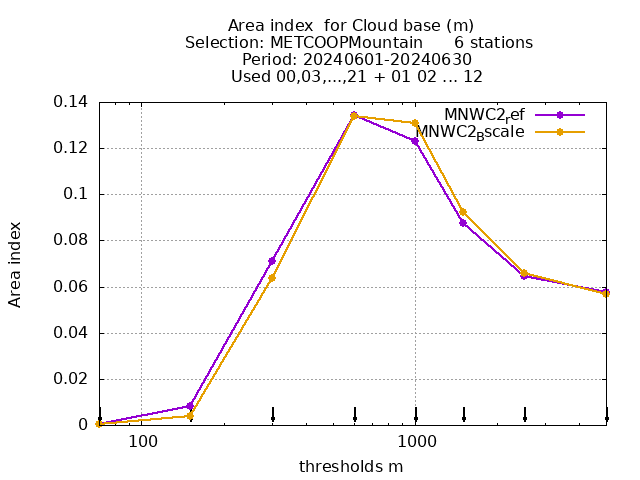 Area index  for Cloud base (m)
Selection: METCOOPMountain      6 stations
Period: 20240601-20240630
Used 00,03,...,21 + 01 02 ... 12
MNWC2ref
MNWC2Bscale
0.14
0.12
0.1
0.08
0.06
0.04
0.02
0
Area index
100
1000
thresholds m